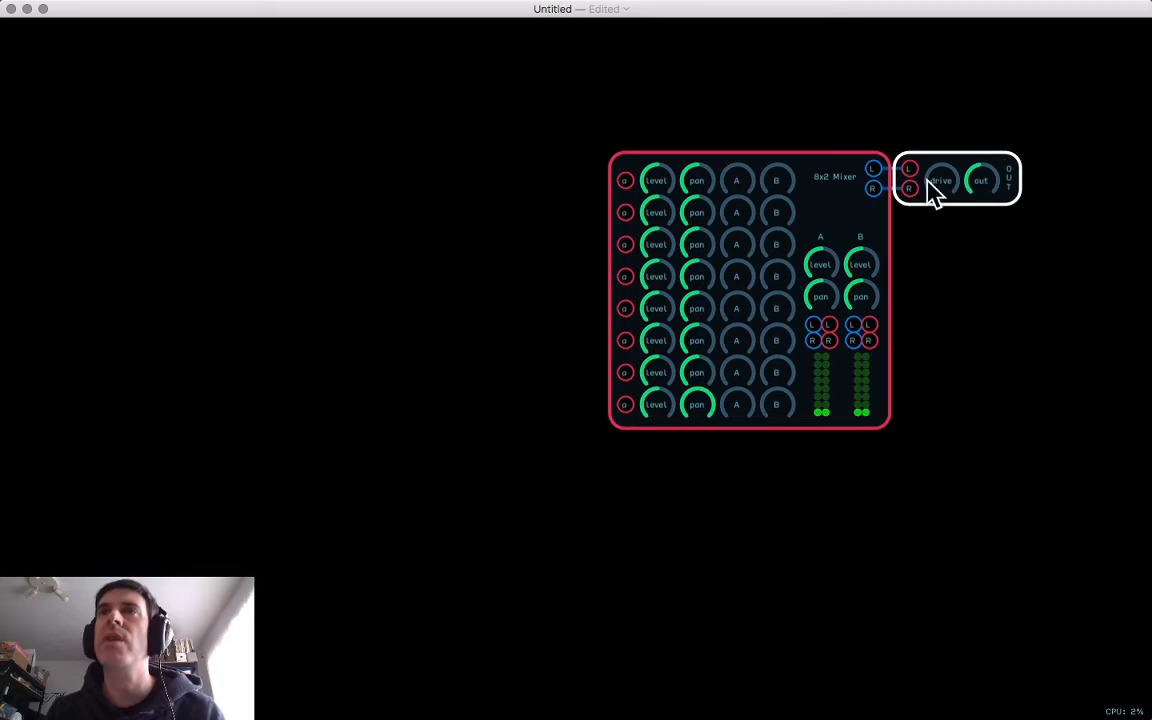 Untitled — Edited
a level pan A B 8x2 Mixer L L drive out OUT
R R
a level pan A B
a level pan A B A B
level level
a level pan A B
pan pan
a level pan A B
L L L L
a level pan A B R R R R
a level pan A B
a level pan A B
CPU: 2%